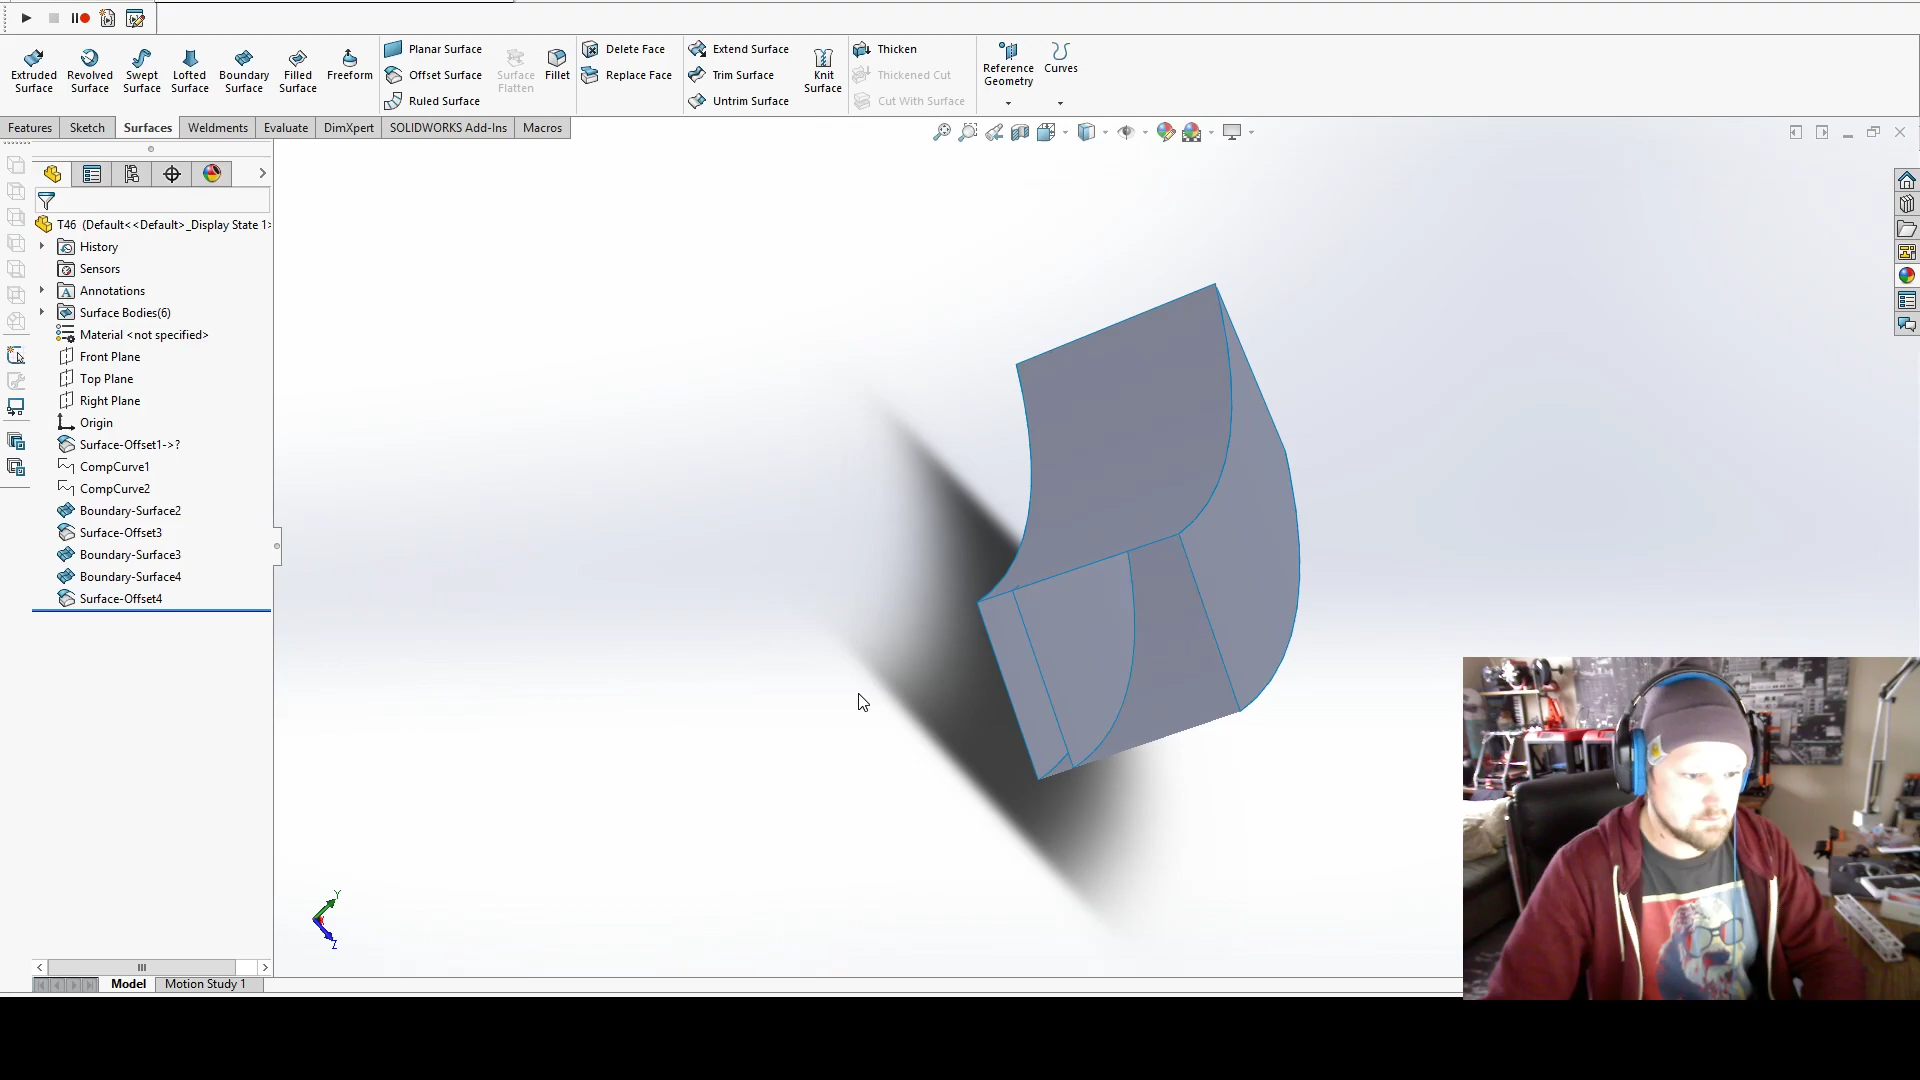 Extruded Surface
Revolved Surface
Swept Surface
Lofted Surface
Boundary Surface
Filled Surface
Freeform
Planar Surface
Offset Surface
Ruled Surface
Surface Flatten
Fillet
Delete Face
Replace Face
Extend Surface
Trim Surface
Untrim Surface
Knit Surface
Thicken
Thickened Cut
Cut With Surface
Reference Geometry
Curves
Features
Sketch
Surfaces
Weldments
Evaluate
DimXpert
SOLIDWORKS Add-Ins
Macros
T46 (Default<<Default>_Display State 1>
History
Sensors
Annotations
Surface Bodies(6)
Material <not specified>
Front Plane
Top Plane
Right Plane
Origin
Surface-Offset1->?
CompCurve1
CompCurve2
Boundary-Surface2
Surface-Offset3
Boundary-Surface3
Boundary-Surface4
Surface-Offset4
Y
Z
Model
Motion Study 1